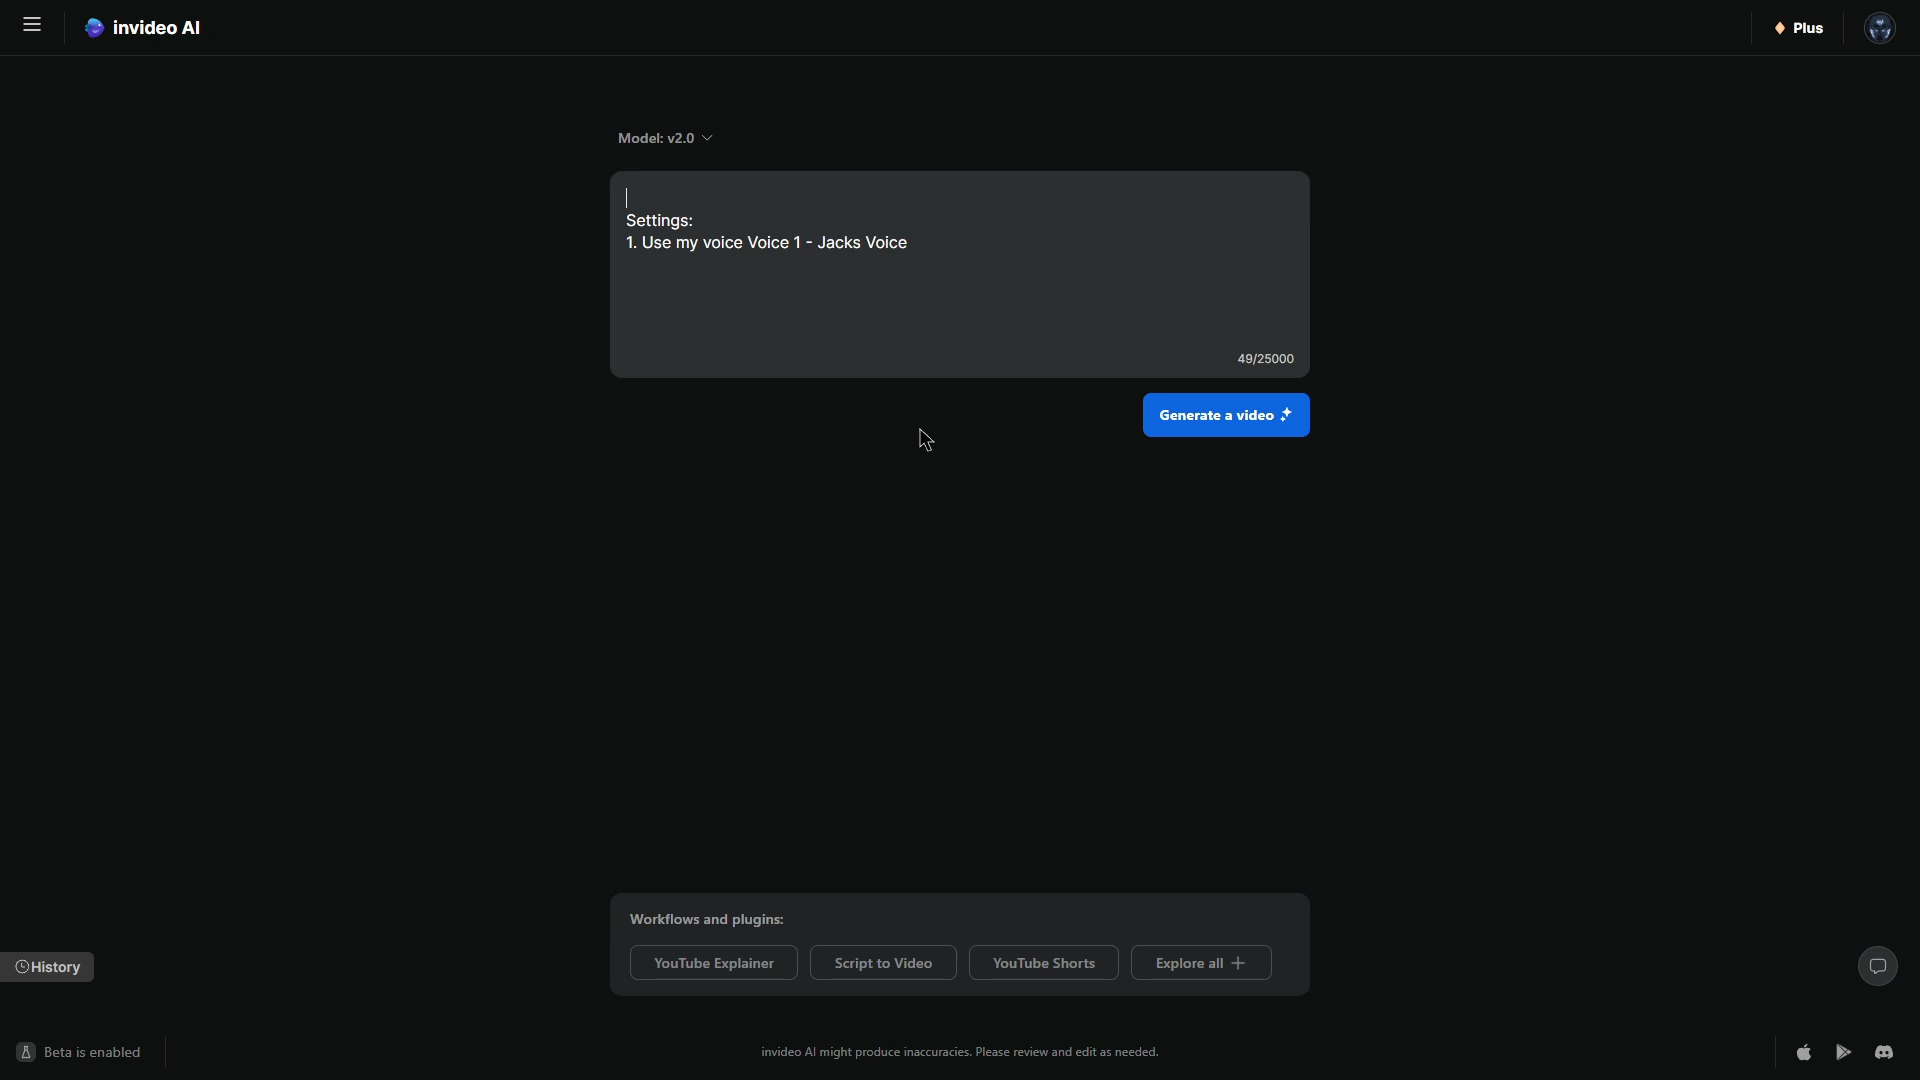 invideo AI
Plus
Model: v2.0
Settings:
1. Use my voice Voice 1 - Jacks Voice
49/25000
Generate a video
Workflows and plugins:
YouTube Explainer
Script to Video
YouTube Shorts
Explore all
History
Beta is enabled
invideo AI might produce inaccuracies. Please review and edit as needed.